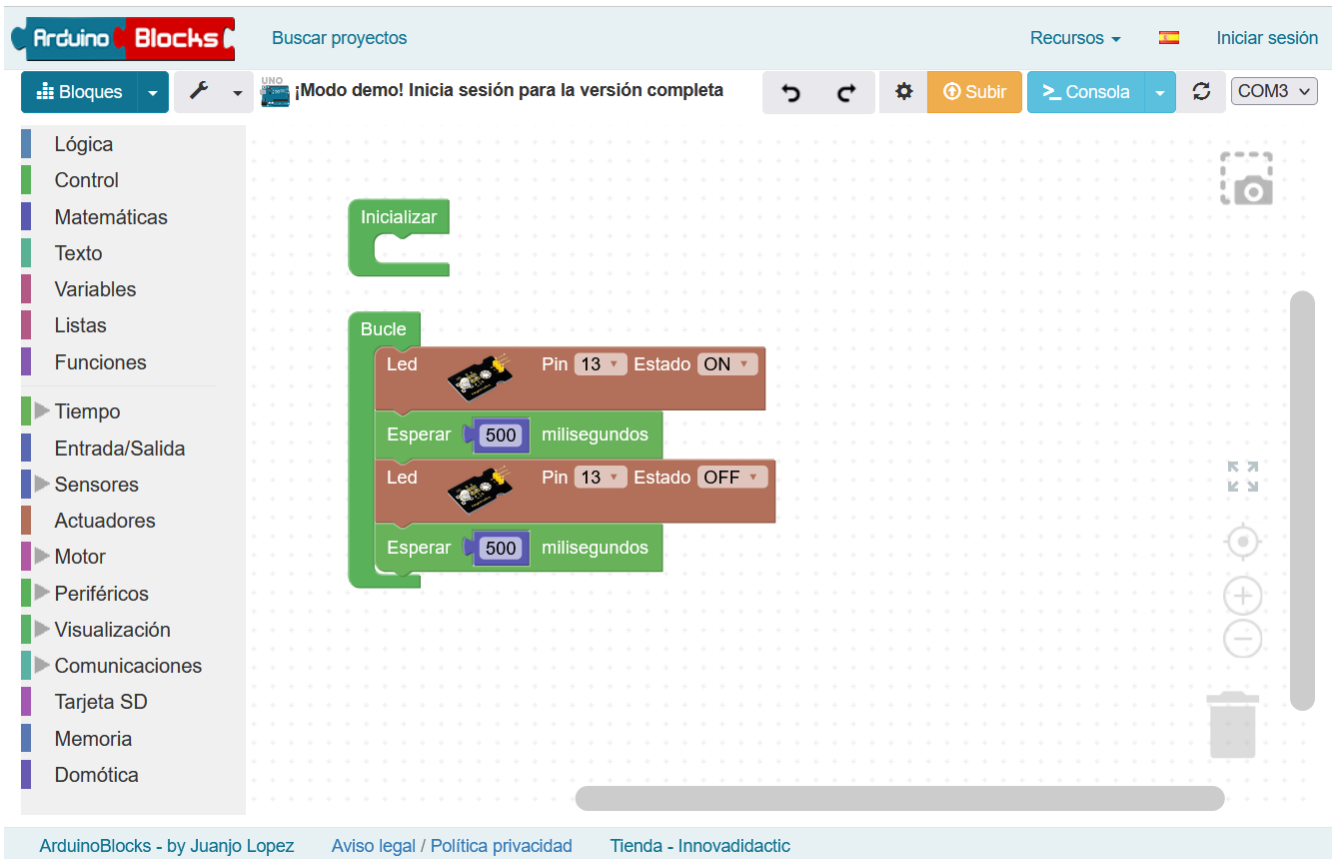 Arduino Blocks Buscar proyectos Recursos Iniciar sesión
Bloques UNO ¡Modo demo! Inicia sesión para la versión completa Subir >_ Consola COM3
Lógica
Control
Matemáticas
Texto
Variables
Listas
Funciones
Tiempo
Entrada/Salida
Sensores
Actuadores
Motor
Periféricos
Visualización
Comunicaciones
Tarjeta SD
Memoria
Domótica
Inicializar
Bucle
Led Pin 13 Estado ON
Esperar 500 milisegundos
Led Pin 13 Estado OFF
Esperar 500 milisegundos
ArduinoBlocks - by Juanjo Lopez Aviso legal / Política privacidad Tienda - Innovadidactic